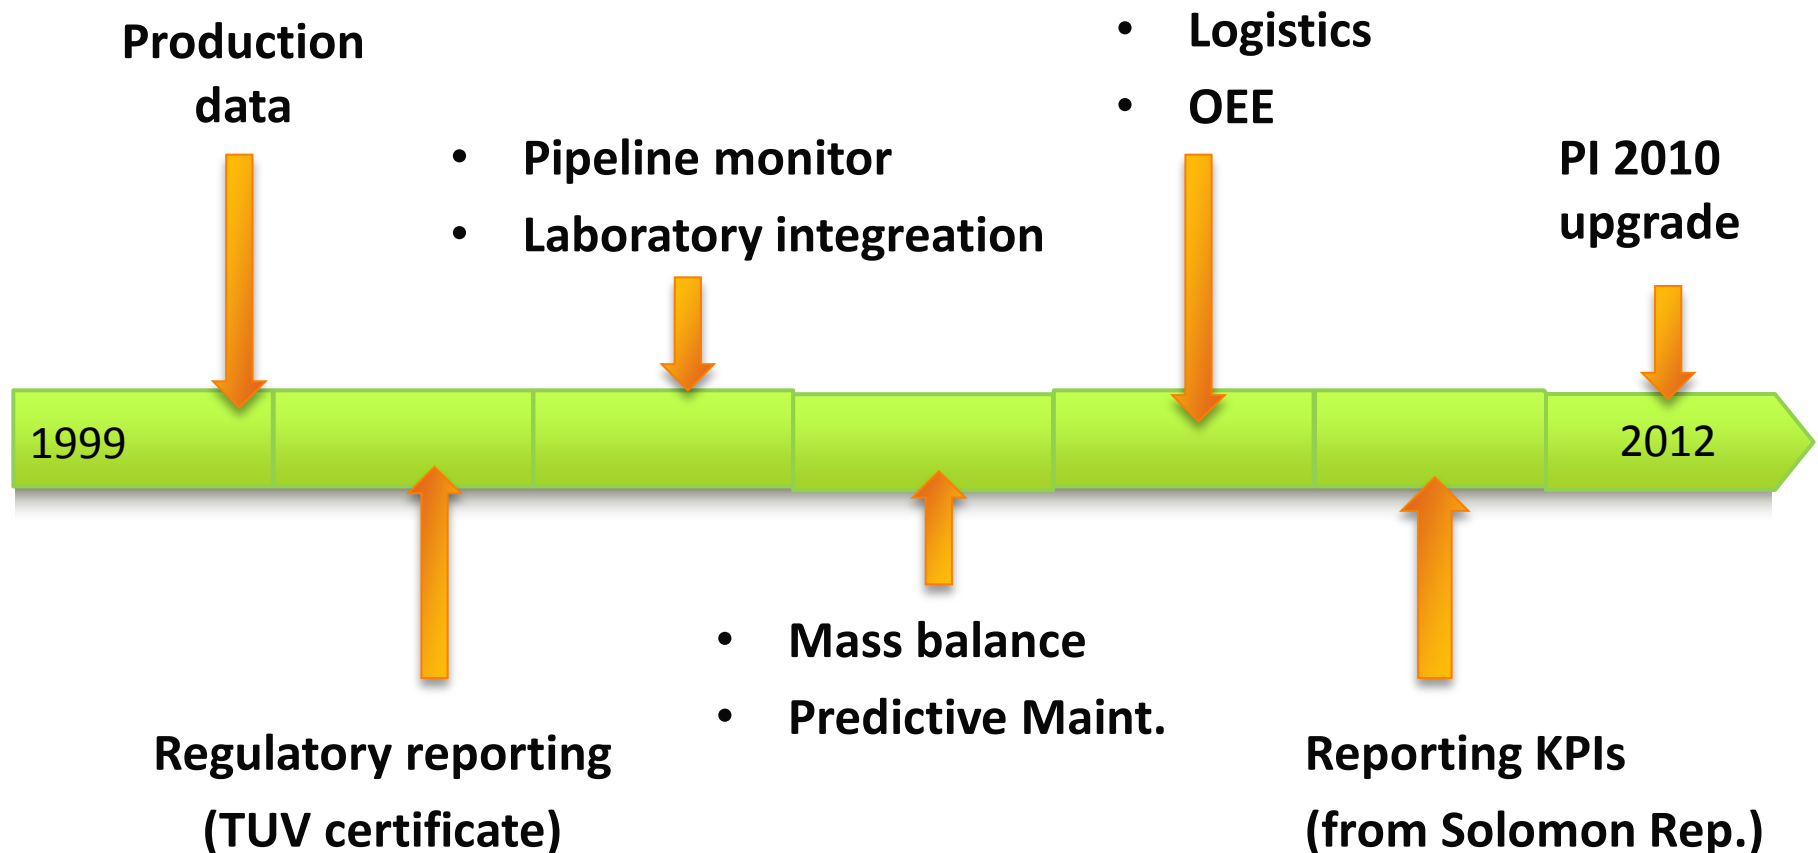 Production
data
• Pipeline monitor
• Laboratory integreation
• Logistics
• OEE
PI 2010
upgrade
1999
2012
Regulatory reporting
(TUV certificate)
• Mass balance
• Predictive Maint.
Reporting KPIs
(from Solomon Rep.)